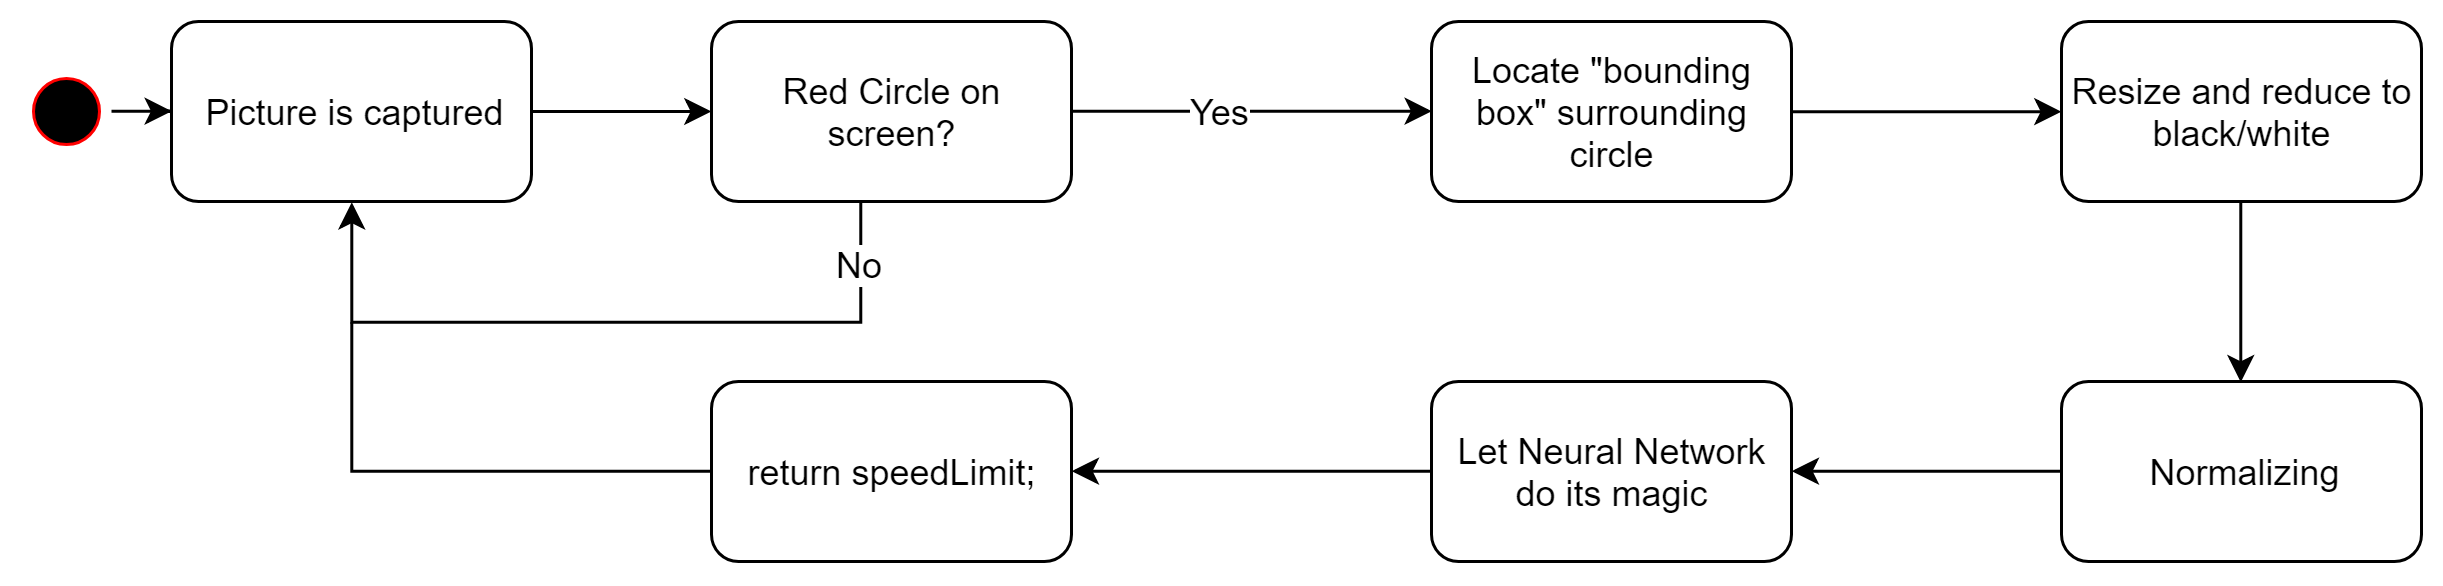 Picture is captured
Red Circle on
screen?
Yes
Locate "bounding
box" surrounding
circle
Resize and reduce to
black/white
No
Normalizing
Let Neural Network
do its magic
return speedLimit;